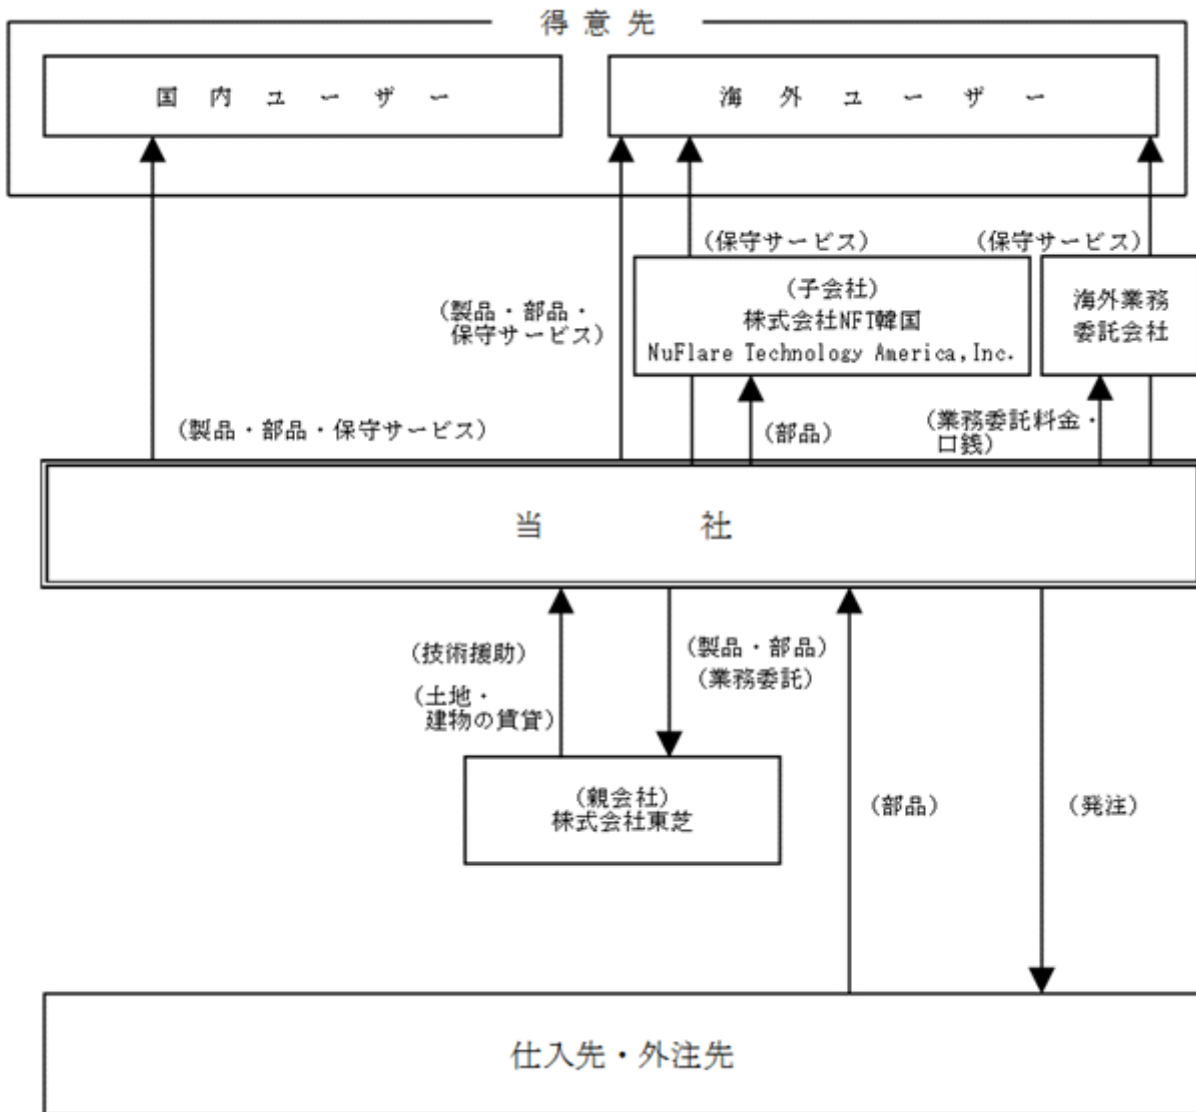 得意先
国内ユーザー
海外ユーザー
（保守サービス）
（保守サービス）
（製品・部品・
保守サービス）
（子会社）
株式会社NFT韓国
NuFlare Technology America,Inc.
海外業務
委託会社
（製品・部品・保守サービス）
（部品）
（業務委託料金・
口銭）
当社
（技術援助）
（土地・
建物の賃貸）
（製品・部品）
（業務委託）
（親会社）
株式会社東芝
（部品）
（発注）
仕入先・外注先